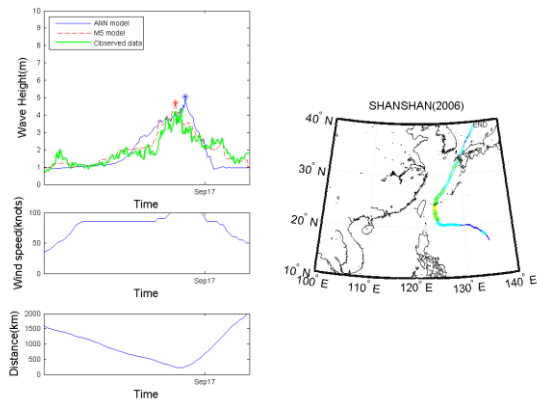 ANN model
M5 model
Observed data
10
9
8
7
6
5
4
3
2
1
0
Wave Height(m)
Sep17
Time
100
50
0
Wind speed(knots)
Sep17
Time
2000
1500
1000
500
0
Distance(km)
Sep17
Time
SHANSHAN(2006)
END
40° N
30° N
20° N
10° N
100° E
110° E
120° E
130° E
140° E